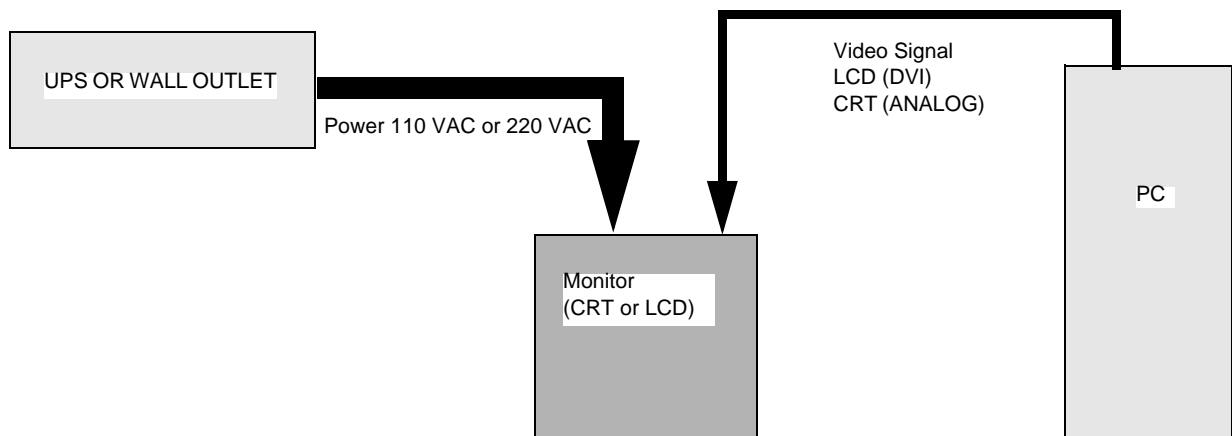 UPS OR WALL OUTLET
Power 110 VAC or 220 VAC
Video Signal
LCD (DVI)
CRT (ANALOG)
PC
Monitor
(CRT or LCD)